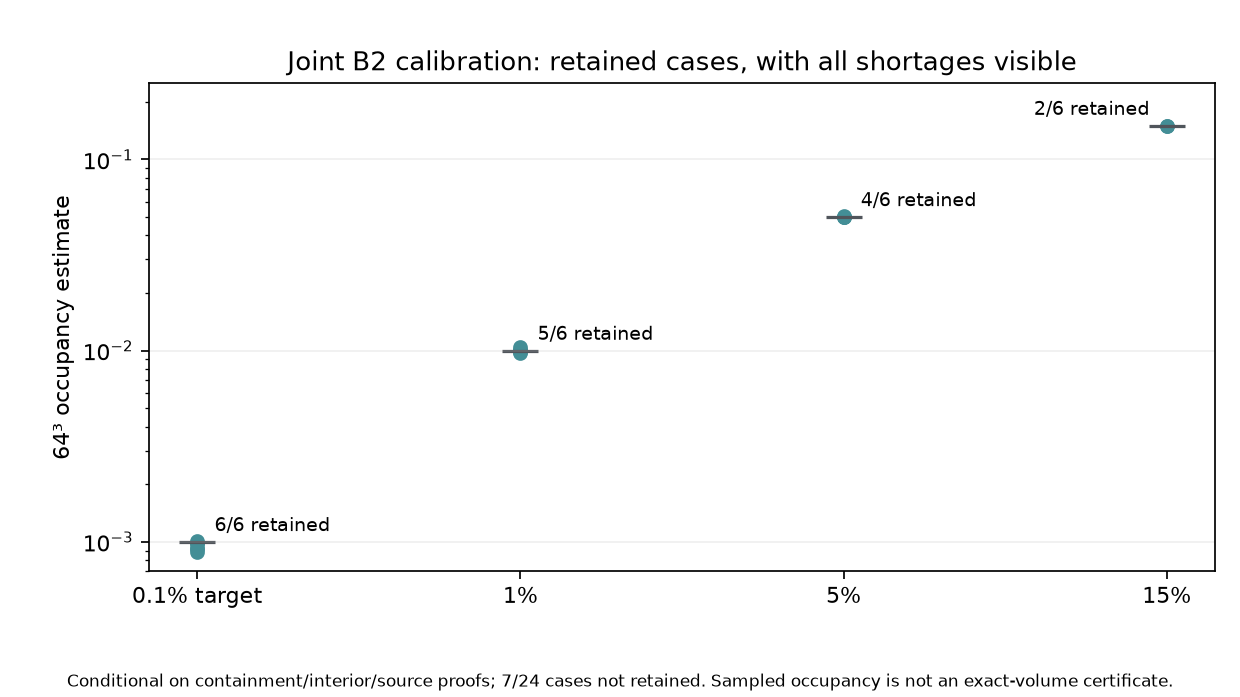 Joint B2 calibration: retained cases, with all shortages visible
2/6 retained
10⁻¹
4/6 retained
64³ occupancy estimate
5/6 retained
10⁻²
6/6 retained
10⁻³
0.1% target
1%
5%
15%
Conditional on containment/interior/source proofs; 7/24 cases not retained. Sampled occupancy is not an exact-volume certificate.